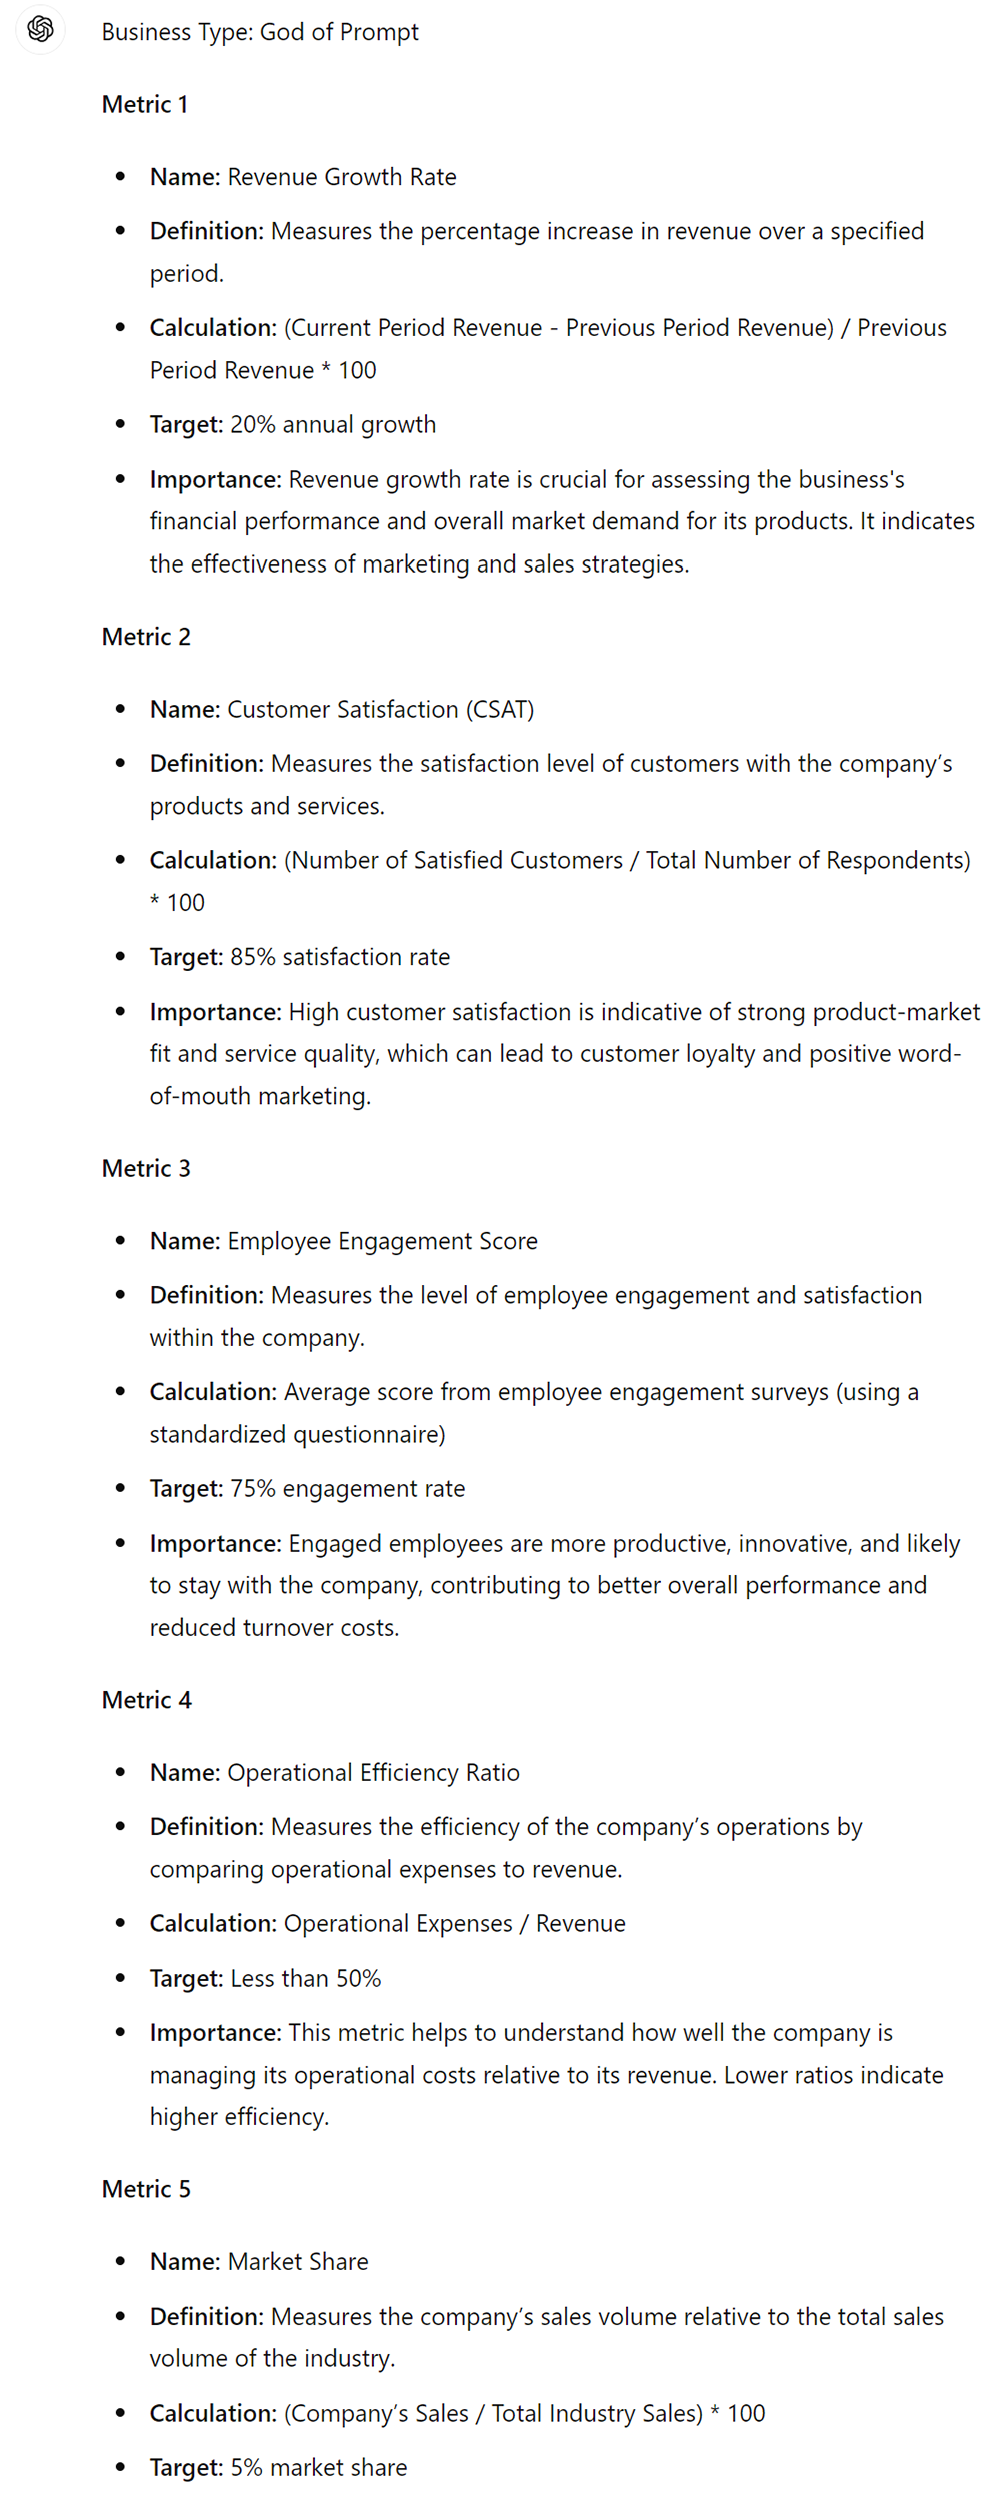 Business Type: God of Prompt
Metric 1
Name: Revenue Growth Rate
Definition: Measures the percentage increase in revenue over a specified
period.
Calculation: (Current Period Revenue - Previous Period Revenue) / Previous
Period Revenue * 100
Target: 20% annual growth
Importance: Revenue growth rate is crucial for assessing the business's
financial performance and overall market demand for its products. It indicates
the effectiveness of marketing and sales strategies.
Metric 2
Name: Customer Satisfaction (CSAT)
Definition: Measures the satisfaction level of customers with the company’s
products and services.
Calculation: (Number of Satisfied Customers / Total Number of Respondents)
* 100
Target: 85% satisfaction rate
Importance: High customer satisfaction is indicative of strong product-market
fit and service quality, which can lead to customer loyalty and positive word-
of-mouth marketing.
Metric 3
Name: Employee Engagement Score
Definition: Measures the level of employee engagement and satisfaction
within the company.
Calculation: Average score from employee engagement surveys (using a
standardized questionnaire)
Target: 75% engagement rate
Importance: Engaged employees are more productive, innovative, and likely
to stay with the company, contributing to better overall performance and
reduced turnover costs.
Metric 4
Name: Operational Efficiency Ratio
Definition: Measures the efficiency of the company’s operations by
comparing operational expenses to revenue.
Calculation: Operational Expenses / Revenue
Target: Less than 50%
Importance: This metric helps to understand how well the company is
managing its operational costs relative to its revenue. Lower ratios indicate
higher efficiency.
Metric 5
Name: Market Share
Definition: Measures the company’s sales volume relative to the total sales
volume of the industry.
Calculation: (Company’s Sales / Total Industry Sales) * 100
Target: 5% market share